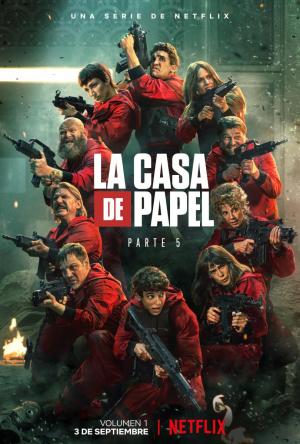 UNA SERIE DE NETFLIX
LA CASA
DE PAPEL
PARTE 5
VOLUMEN 1
3 DE SEPTIEMBRE
NETFLIX